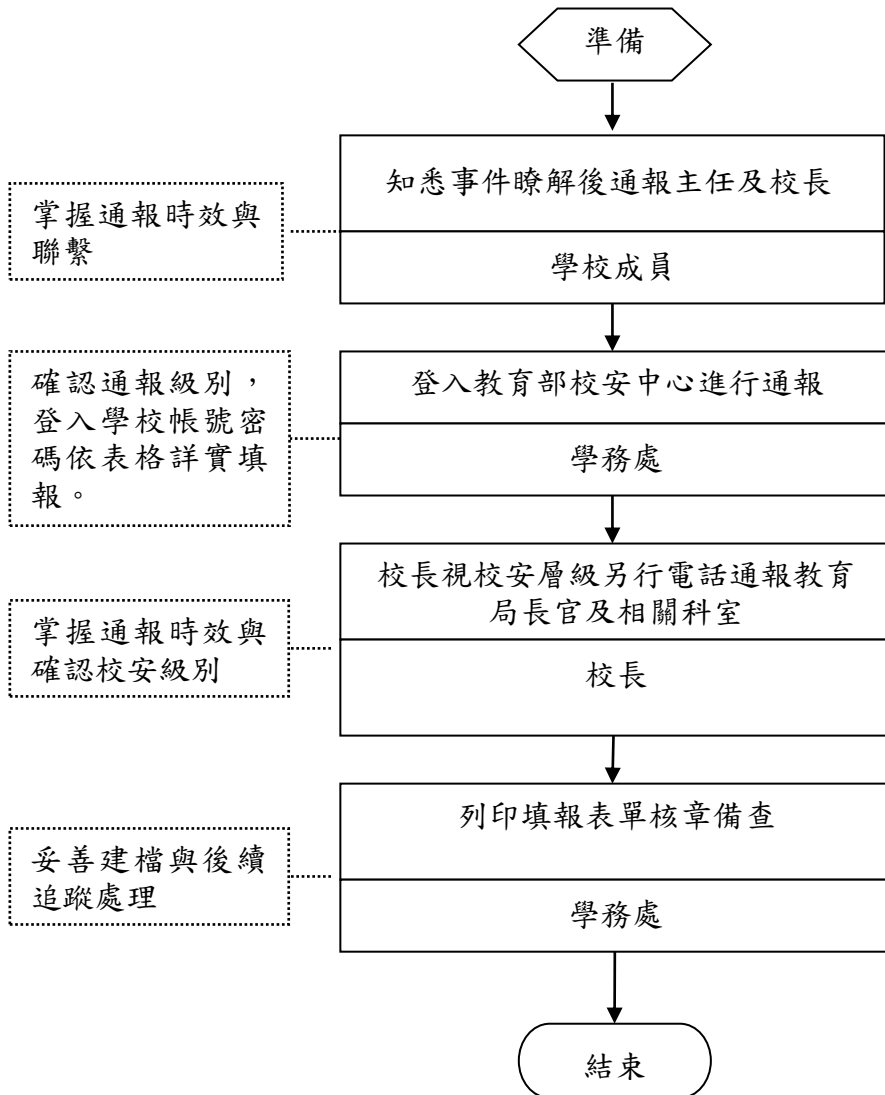 準備
知悉事件瞭解後通報主任及校長
掌握通報時效與
聯繫
學校成員
登入教育部校安中心進行通報
確認通報級別，
登入學校帳號密
碼依表格詳實填
報。
學務處
校長視校安層級另行電話通報教育
局長官及相關科室
掌握通報時效與
確認校安級別
校長
列印填報表單核章備查
妥善建檔與後續
追蹤處理
學務處
結束